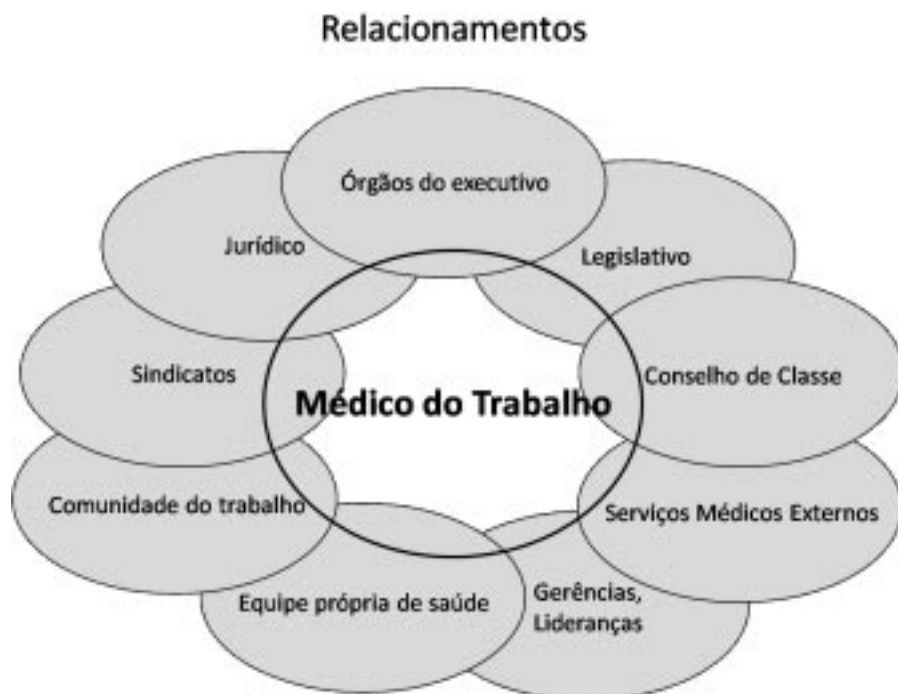 Relacionamentos
Órgãos do executivo
Jurídico
Legislativo
Sindicatos
Conselho de Classe
Médico do Trabalho
Comunidade do trabalho
Serviços Médicos Externos
Equipe própria de saúde
Gerências,
Lideranças